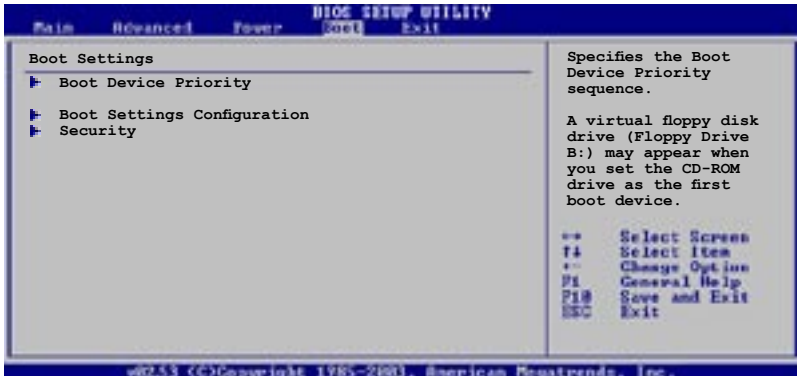 BIOS SETUP UTILITY
Main Advanced Power Boot Exit
Boot Settings
Boot Device Priority
Boot Settings Configuration
Security
Specifies the Boot
Device Priority
sequence.
A virtual floppy disk
drive (Floppy Drive
B:) may appear when
you set the CD-ROM
drive as the first
boot device.
←→ Select Screen
↑↓ Select Item
+- Change Option
F1 General Help
F10 Save and Exit
ESC Exit
v02.53 (C)Copyright 1985-2003, American Megatrends, Inc.